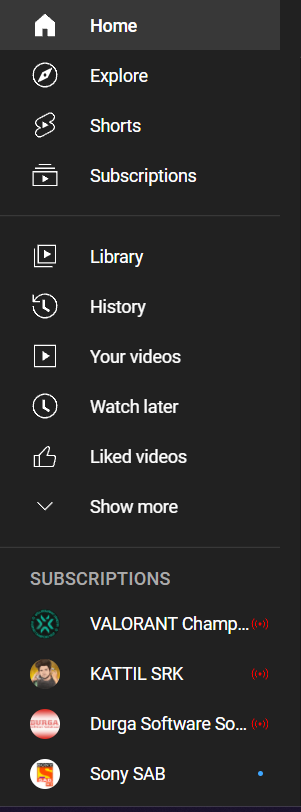 Home
Explore
Shorts
Subscriptions
Library
History
Your videos
Watch later
Liked videos
Show more
SUBSCRIPTIONS
VALORANT Champ...
KATTIL SRK
Durga Software So...
Sony SAB